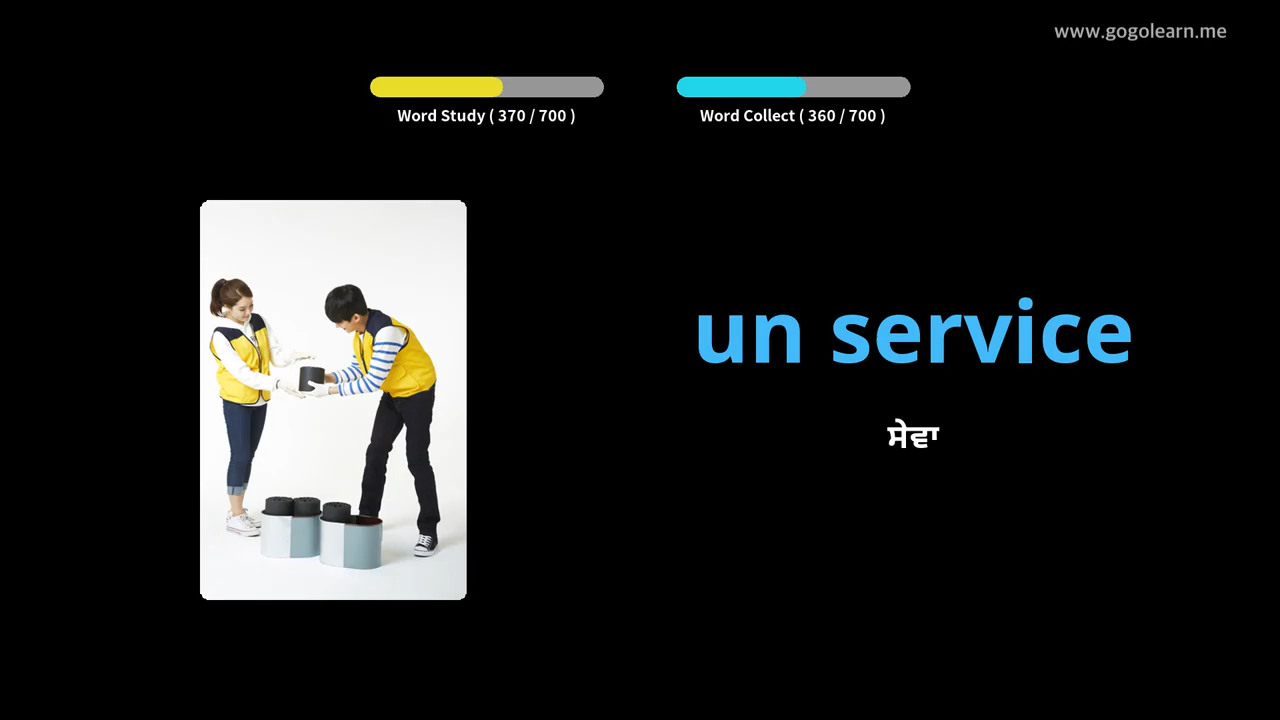 www.gogolearn.me
Word Study ( 370 / 700 )
Word Collect ( 360 / 700 )
un service
ਸੇਵਾ